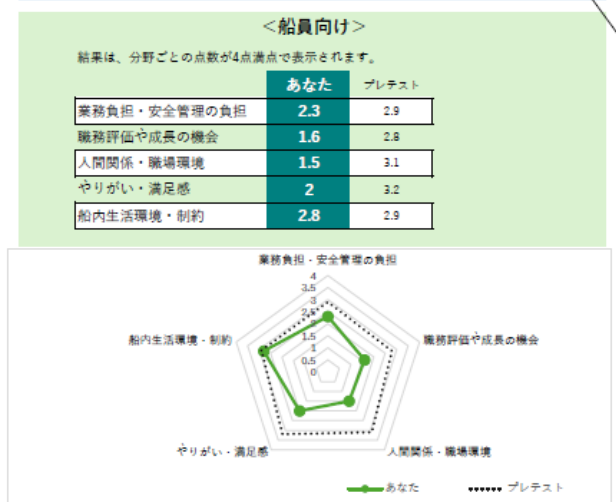 ＜船員向け＞
結果は、分野ごとの点数が4点満点で表示されます。
あなた プレテスト
業務負担・安全管理の負担 2.3 2.9
職務評価や成長の機会 1.6 2.8
人間関係・職場環境 1.5 3.1
やりがい・満足感 2 3.2
船内生活環境・制約 2.8 2.9
業務負担・安全管理の負担
4
3.5
3
2.5
2
1.5
1
0.5
0
船内生活環境・制約
職務評価や成長の機会
やりがい・満足感
人間関係・職場環境
あなた プレテスト